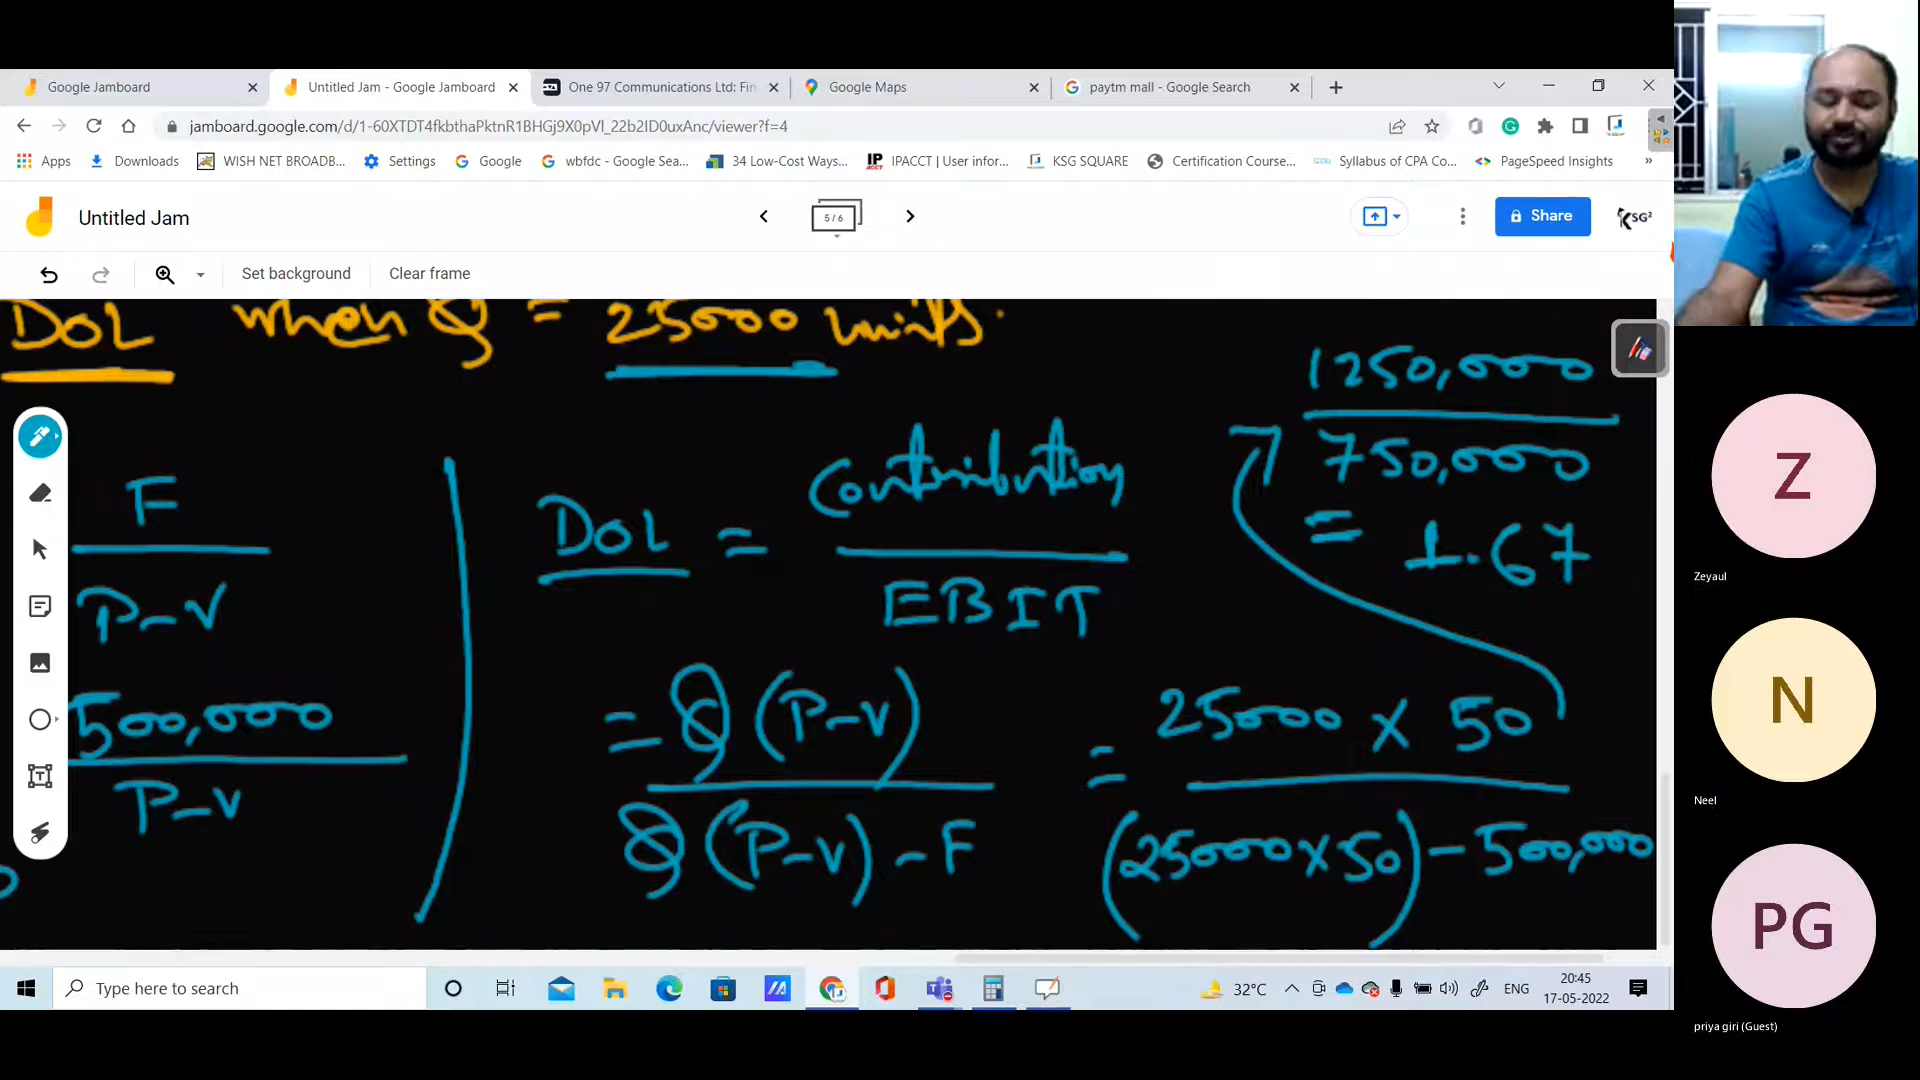 Google Jamboard
Untitled Jam - Google Jamboard
One 97 Communications Ltd: Fin
Google Maps
paytm mall - Google Search
jamboard.google.com/d/1-60XTDT4fkbthaPktnR1BHGj9X0pVl_22b2ID0uxAnc/viewer?f=4
Apps
Downloads
WISH NET BROADB...
Settings
Google
wbfdc - Google Sea...
34 Low-Cost Ways...
IP
ACCT
IPACCT | User infor...
KSG SQUARE
Certification Course...
Syllabus of CPA Co...
PageSpeed Insights
»
Untitled Jam
5 / 6
Share
KSG²
Set background
Clear frame
DOL when Q = 25000 units.
F
P-V
500,000
P-V
DOL = Contribution
EBIT
= Q (P-V)
Q (P-V) - F
= 25000 X 50
(25000 X 50) - 500,000
1250,000
750,000
= 1.67
Type here to search
32°C
ENG
20:45
17-05-2022
Z
Zeyaul
N
Neel
PG
priya giri (Guest)